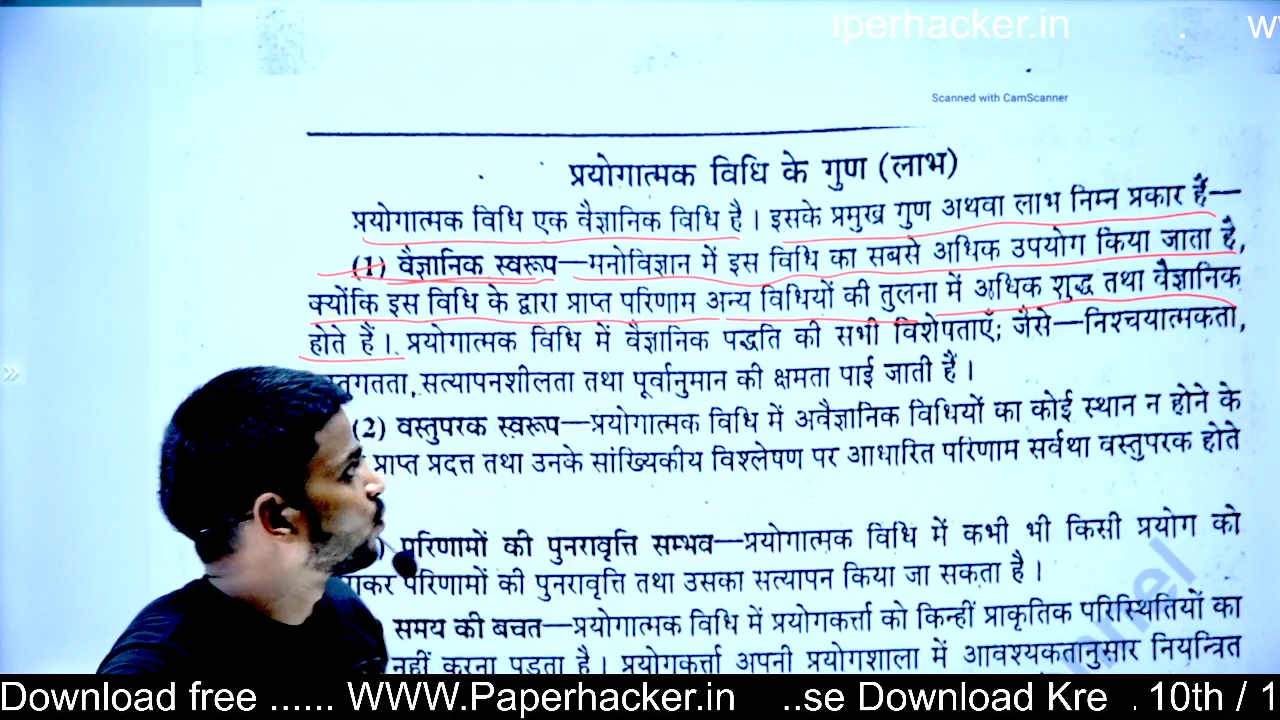 perhacker.in . w
Scanned with CamScanner
प्रयोगात्मक विधि के गुण (लाभ)
प्रयोगात्मक विधि एक वैज्ञानिक विधि है। इसके प्रमुख गुण अथवा लाभ निम्न प्रकार हैं—
(1) वैज्ञानिक स्वरूप—मनोविज्ञान में इस विधि का सबसे अधिक उपयोग किया जाता है,
क्योंकि इस विधि के द्वारा प्राप्त परिणाम अन्य विधियों की तुलना में अधिक शुद्ध तथा वैज्ञानिक
होते हैं। प्रयोगात्मक विधि में वैज्ञानिक पद्धति की सभी विशेषताएँ; जैसे—निश्चयात्मकता,
सत्यापनशीलता तथा पूर्वानुमान की क्षमता पाई जाती हैं।
(2) वस्तुपरक स्वरूप—प्रयोगात्मक विधि में अवैज्ञानिक विधियों का कोई स्थान न होने के
प्राप्त प्रदत्त तथा उनके सांख्यिकीय विश्लेषण पर आधारित परिणाम सर्वथा वस्तुपरक होते
) परिणामों की पुनरावृत्ति सम्भव—प्रयोगात्मक विधि में कभी भी किसी प्रयोग को
परिणामों की पुनरावृत्ति तथा उसका सत्यापन किया जा सकता है।
समय की बचत—प्रयोगात्मक विधि में प्रयोगकर्त्ता को किन्हीं प्राकृतिक परिस्थितियों का
नहीं करना पड़ता है। प्रयोगकर्त्ता अपनी प्रयोगशाला में आवश्यकतानुसार नियन्त्रित
nnel
Download free ...... WWW.Paperhacker.in ..se Download Kre . 10th / 1